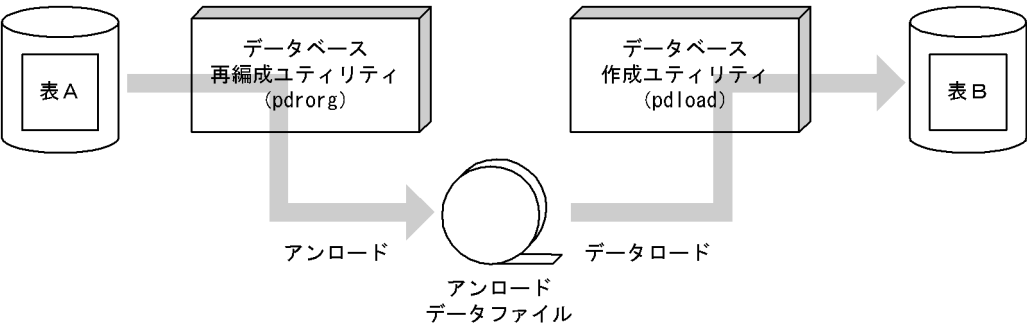 表A
データベース
再編成ユティリティ
(pdrorg)
データベース
作成ユティリティ
(pdload)
表B
アンロード
データロード
アンロード
データファイル